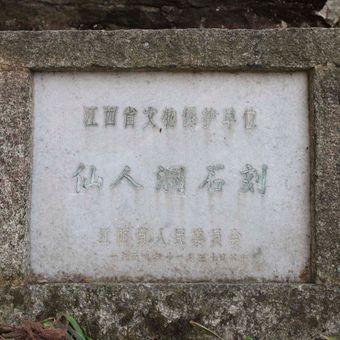 江西省文物保护单位
仙人洞石刻
江西省人民委员会